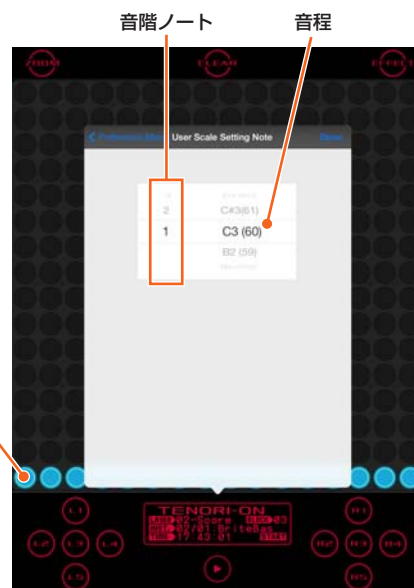 音階ノート 音程
ZOOM CLEAR EFFECT
User Scale Setting Note Done
2 C#3(61)
1 C3 (60)
B2 (59)
L1 R1
TENORI-ON
LAYER 02-Score BLOCK 03
02/01:BriteBas
TIME 17:43:01 START
L2 L3 L4 R2 R3 R4
L5 R5